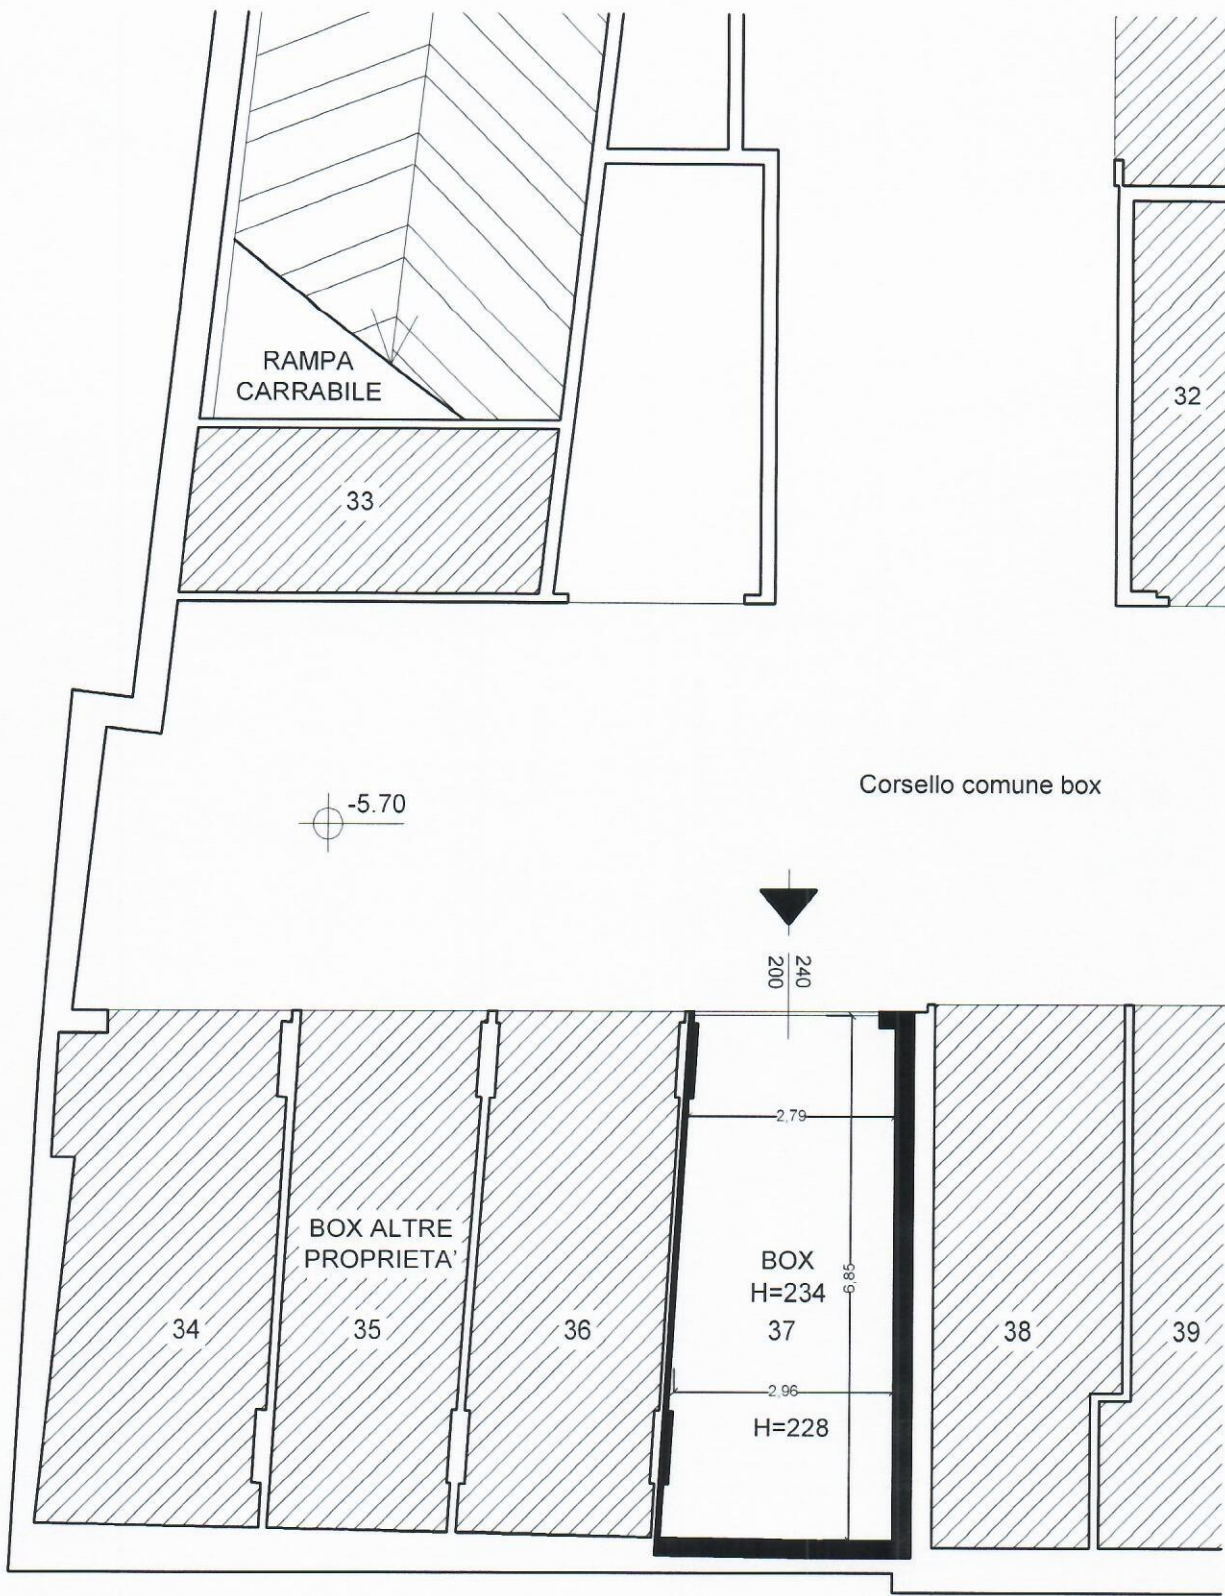 RAMPA
CARRABILE
32
33
-5.70
Corsello comune box
240
200
2,79
BOX ALTRE
PROPRIETA'
BOX
H=234
6,85
34
35
36
37
38
39
2,96
H=228